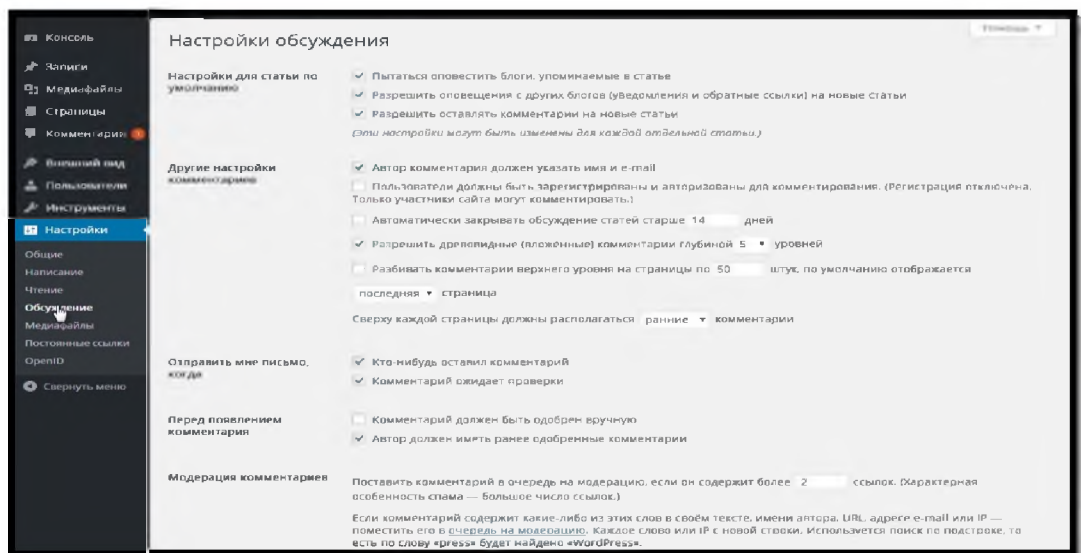 Консоль
Записи
Медиафайлы
Страницы
Комментарии
Внешний вид
Пользователи
Инструменты
Настройки
Общие
Написание
Чтение
Обсуждение
Медиафайлы
Постоянные ссылки
OpenID
Свернуть меню
Помощь
Настройки обсуждения
Настройки для статьи по
умолчанию
Пытаться оповестить блоги, упоминаемые в статье
Разрешить оповещения с других блогов (уведомления и обратные ссылки) на новые статьи
Разрешить оставлять комментарии на новые статьи
(Эти настройки могут быть изменены для каждой отдельной статьи.)
Другие настройки
комментариев
Автор комментария должен указать имя и e-mail
Пользователи должны быть зарегистрированы и авторизованы для комментирования. (Регистрация отключена.
Только участники сайта могут комментировать.)
Автоматически закрывать обсуждение статей старше 14 дней
Разрешить древовидные (вложенные) комментарии глубиной 5 уровней
Разбивать комментарии верхнего уровня на страницы по 50 штук, по умолчанию отображается
последняя страница
Сверху каждой страницы должны располагаться ранние комментарии
Отправить мне письмо,
когда
Кто-нибудь оставил комментарий
Комментарий ожидает проверки
Перед появлением
комментария
Комментарий должен быть одобрен вручную
Автор должен иметь ранее одобренные комментарии
Модерация комментариев
Поставить комментарий в очередь на модерацию, если он содержит более 2 ссылок. (Характерная
особенность спама — большое число ссылок.)
Если комментарий содержит какие-либо из этих слов в своём тексте, имени автора, URL, адресе e-mail или IP —
поместить его в очередь на модерацию. Каждое слово или IP с новой строки. Используется поиск по подстроке, то
есть по слову «press» будет найдено «WordPress».